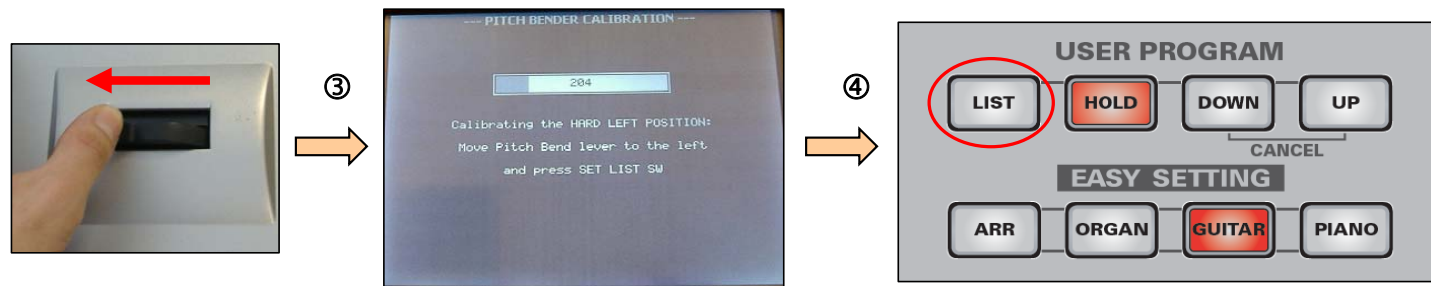 ③
--- PITCH BENDER CALIBRATION ---
204
Calibrating the HARD LEFT POSITION:
Move Pitch Bend lever to the left
and press SET LIST SW
④
USER PROGRAM
LIST HOLD DOWN UP
CANCEL
EASY SETTING
ARR ORGAN GUITAR PIANO